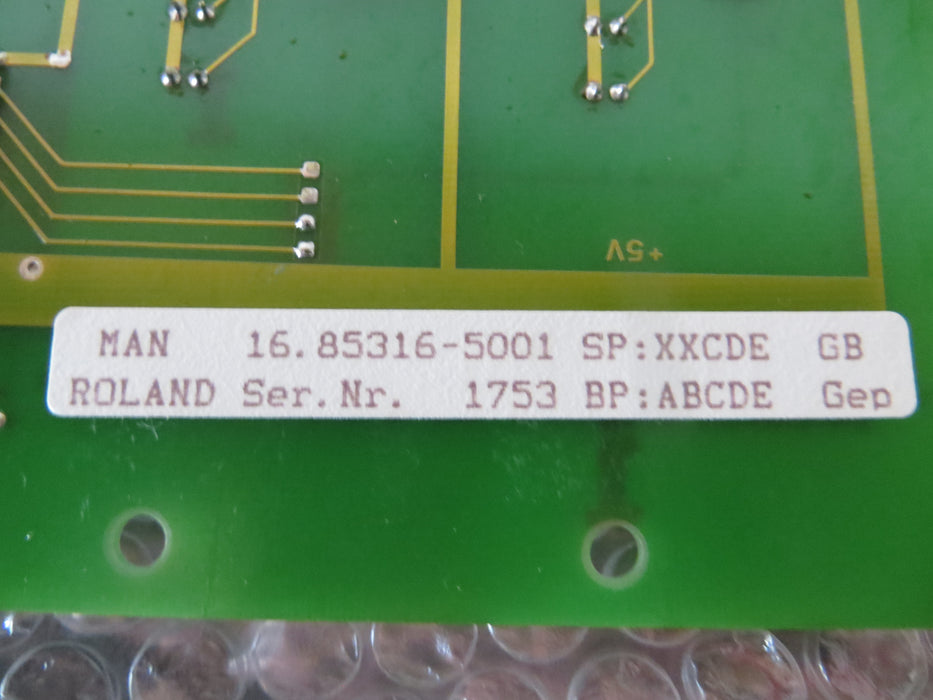 +5V
MAN 16.85316-5001 SP:XXCDE GB
ROLAND Ser.Nr. 1753 BP:ABCDE Gep